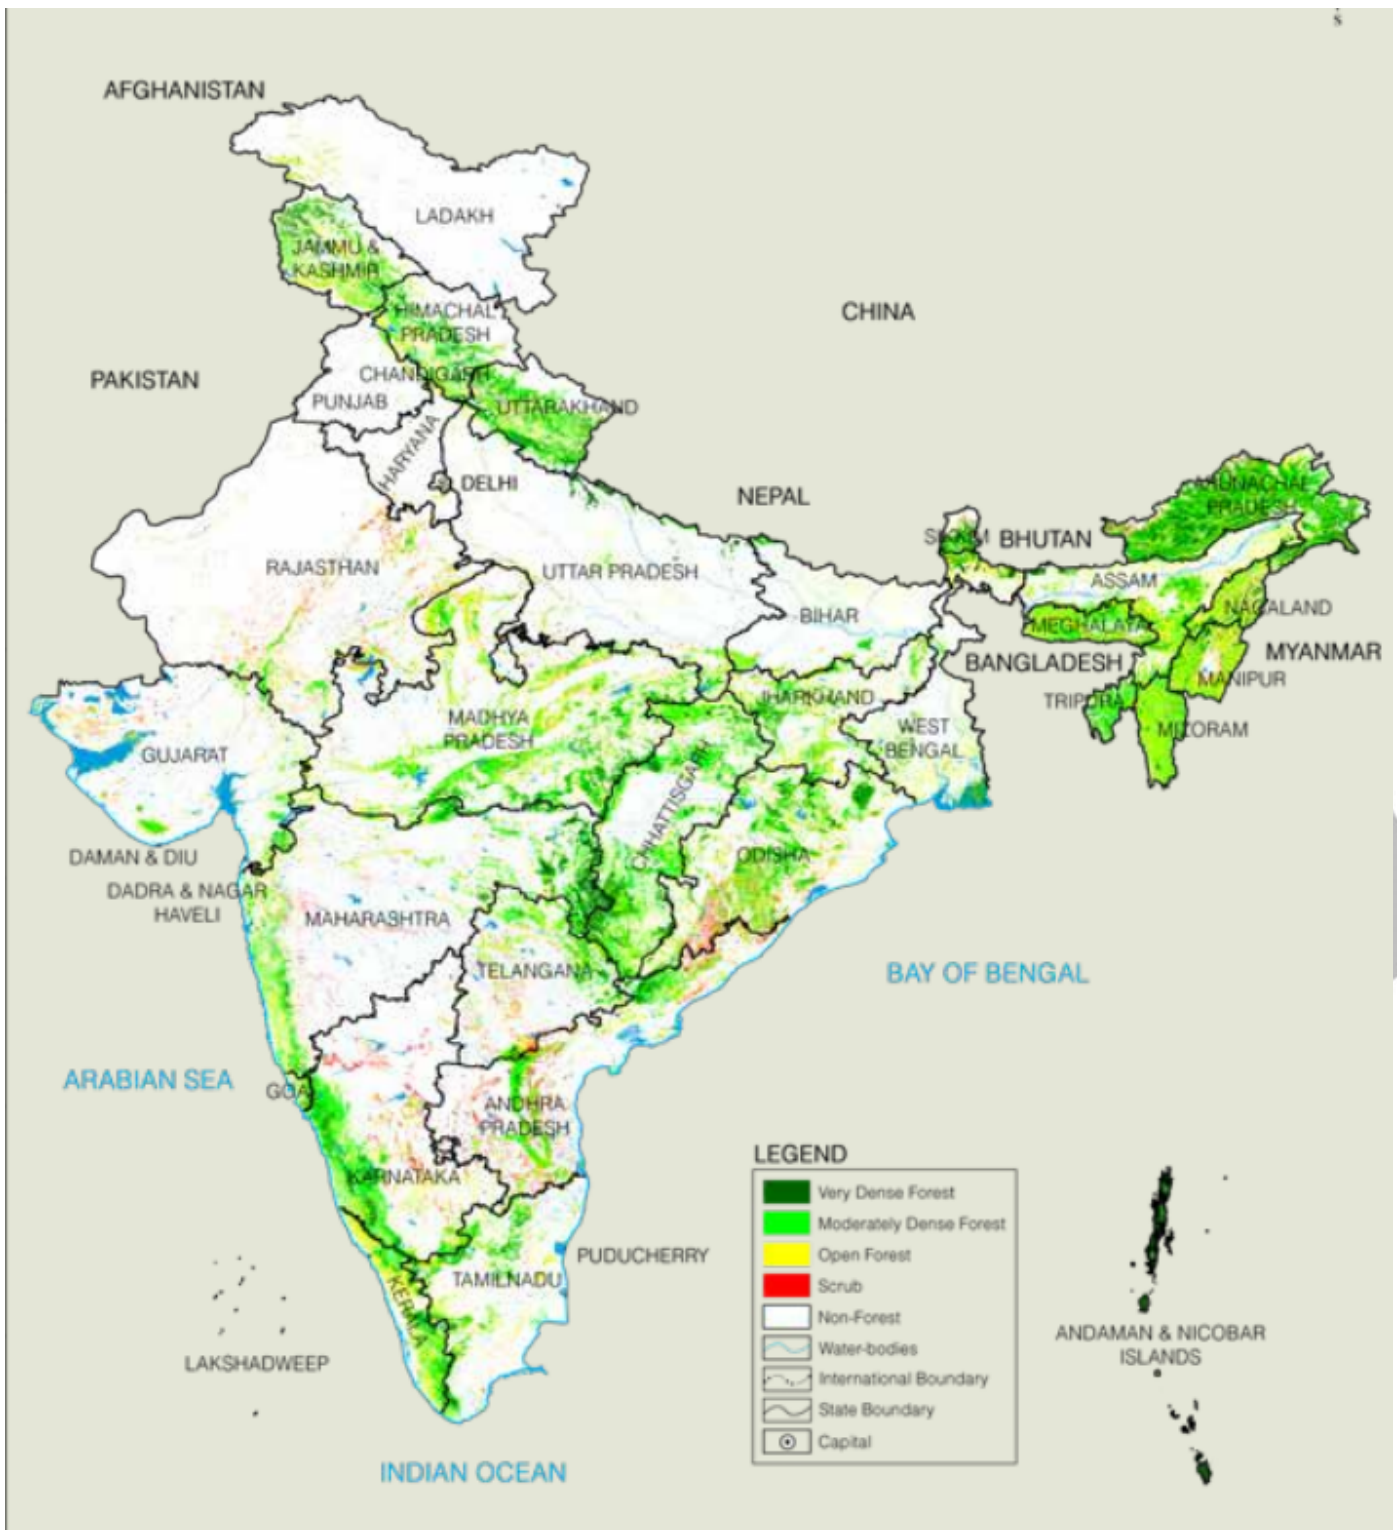 S
AFGHANISTAN
LADAKH
JAMMU &
KASHMIR
HIMACHAL
PRADESH
CHINA
CHANDIGARH
PAKISTAN
PUNJAB
UTTARAKHAND
HARYANA
DELHI
NEPAL
ARUNACHAL
PRADESH
SIKKIM
BHUTAN
RAJASTHAN
UTTAR PRADESH
ASSAM
BIHAR
NAGALAND
MEGHALAYA
BANGLADESH
MYANMAR
MANIPUR
JHARKHAND
TRIPURA
MADHYA
PRADESH
WEST
BENGAL
MIZORAM
GUJARAT
CHHATTISGARH
DAMAN & DIU
ODISHA
DADRA & NAGAR
HAVELI
MAHARASHTRA
TELANGANA
BAY OF BENGAL
ARABIAN SEA
GOA
ANDHRA
PRADESH
KARNATAKA
LEGEND
Very Dense Forest
Moderately Dense Forest
Open Forest
Scrub
Non-Forest
Water-bodies
International Boundary
State Boundary
Capital
PUDUCHERRY
TAMILNADU
KERALA
LAKSHADWEEP
ANDAMAN & NICOBAR
ISLANDS
INDIAN OCEAN